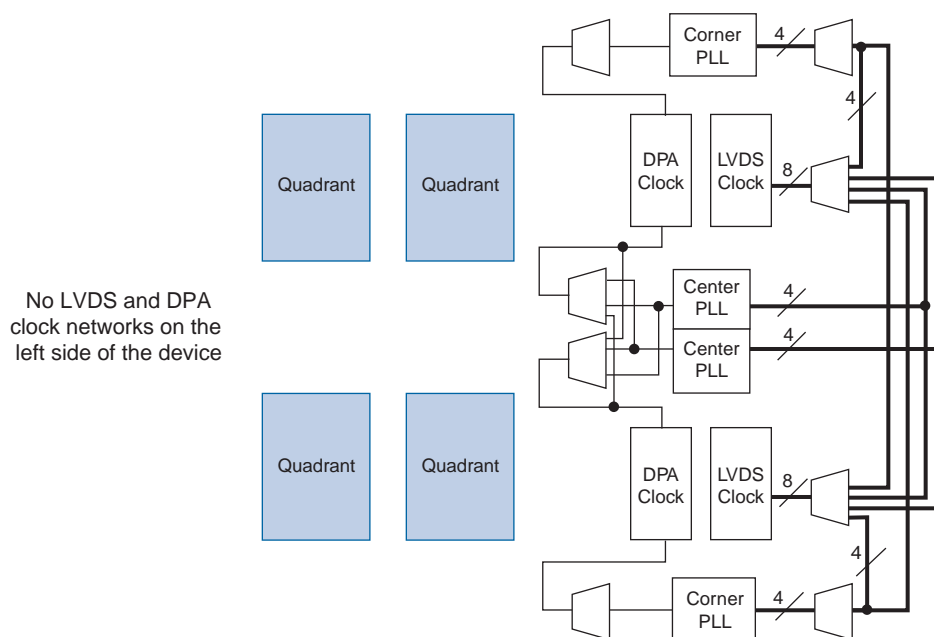 4
Corner
PLL
4
Quadrant
Quadrant
DPA
Clock
LVDS
Clock
8
No LVDS and DPA
clock networks on the
left side of the device
Center
PLL
4
Center
PLL
4
Quadrant
Quadrant
DPA
Clock
LVDS
Clock
8
4
Corner
PLL
4